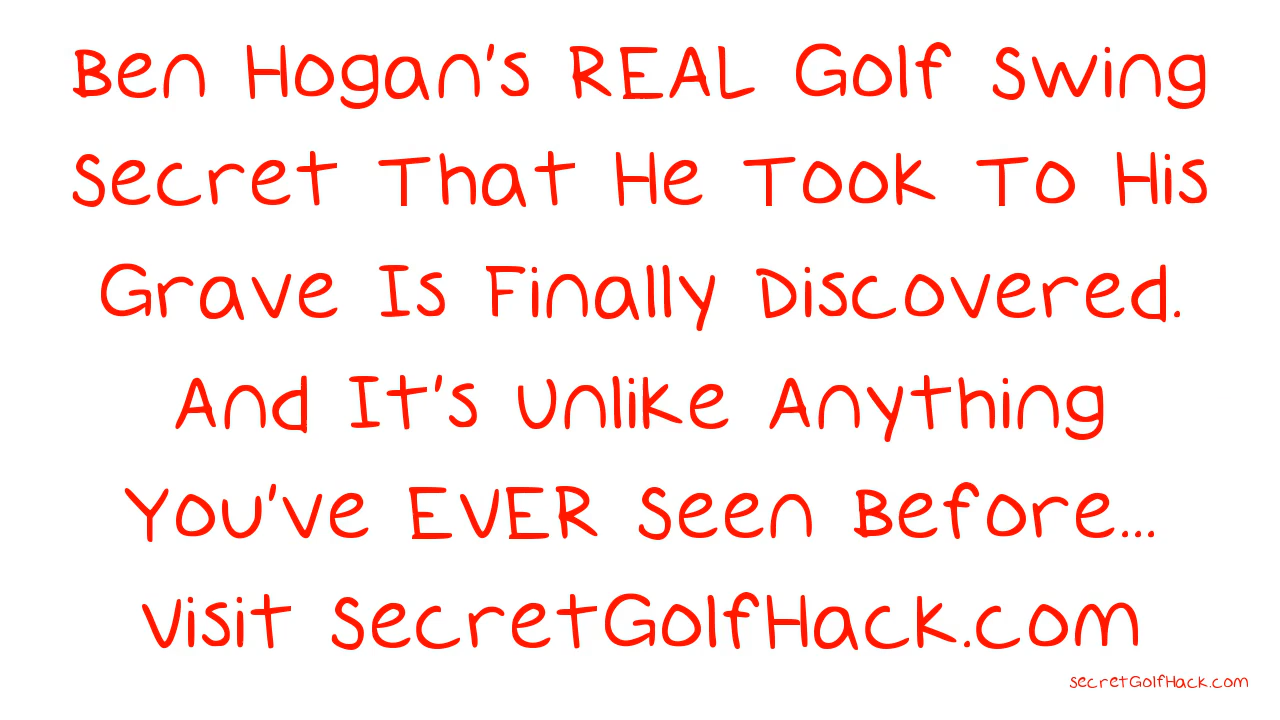 Ben Hogan's REAL Golf Swing
Secret That He Took To His
Grave Is Finally Discovered.
And It's Unlike Anything
You've EVER Seen Before...
Visit SecretGolfHack.com
secretGolfHack.com